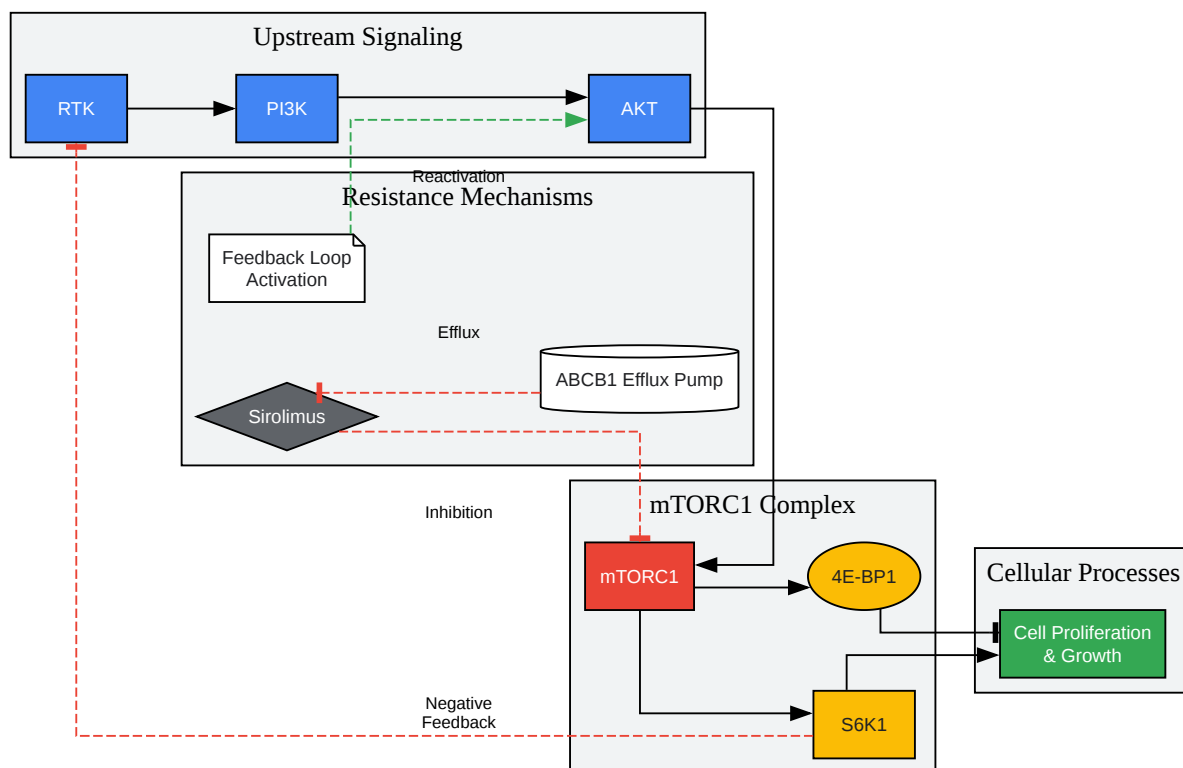 Upstream Signaling
RTK
PI3K
AKT
Reactivation
Resistance Mechanisms
Feedback Loop
Activation
Efflux
ABCB1 Efflux Pump
Sirolimus
Inhibition
mTORC1 Complex
mTORC1
4E-BP1
Cellular Processes
Cell Proliferation
& Growth
Negative
Feedback
S6K1